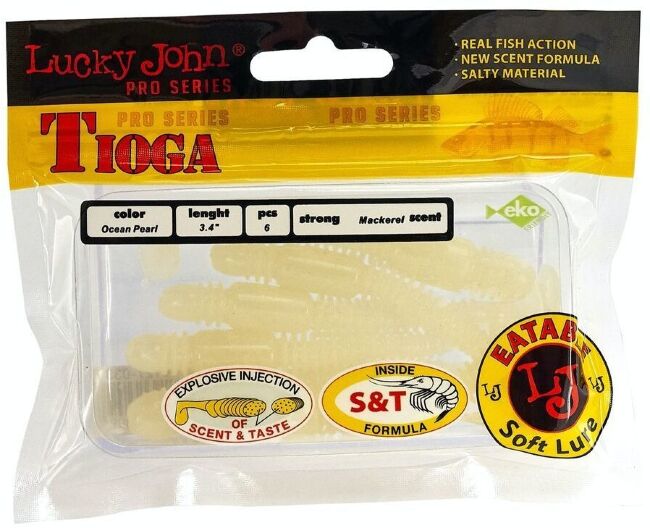 Lucky John®
PRO SERIES
· REAL FISH ACTION
· NEW SCENT FORMULA
· SALTY MATERIAL
PRO SERIES
PRO SERIES
TIOGA
color
Ocean Pearl
lenght
3.4"
pcs
6
strong Mackerel scent
eko
EXPLOSIVE INJECTION
OF
SCENT & TASTE
INSIDE
S&T
FORMULA
EATABLE
LJ
LJ
LJ
Soft Lure